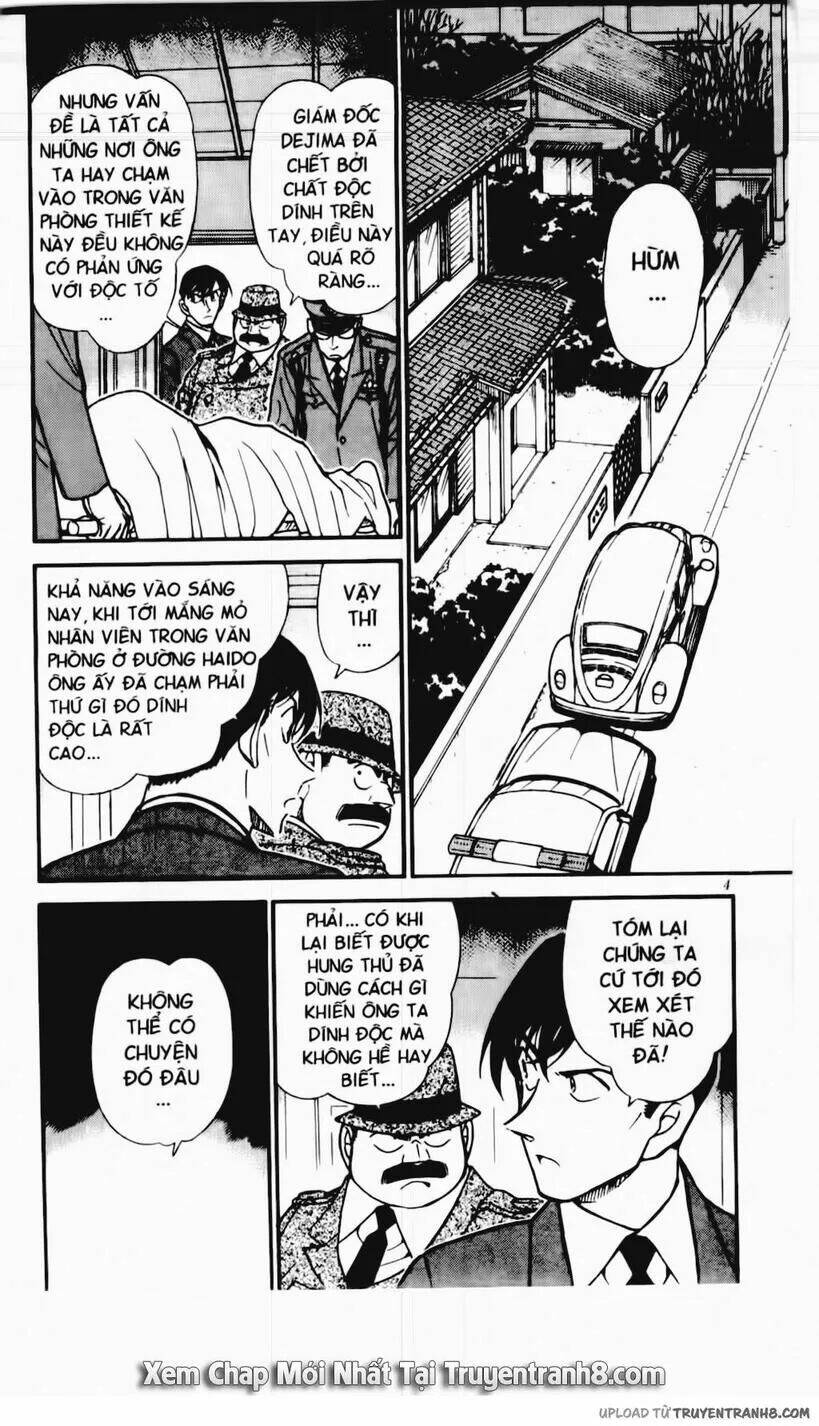 HỪM
...
GIÁM ĐỐC
DEJIMA ĐÃ
CHẾT BỞI
CHẤT ĐỘC
DÍNH TRÊN
TAY, ĐIỀU NÀY
QUÁ RÕ
RÀNG...
NHƯNG VẤN
ĐỀ LÀ TẤT CẢ
NHỮNG NƠI ÔNG
TA HAY CHẠM
VÀO TRONG VĂN
PHÒNG THIẾT KẾ
NÀY ĐỀU KHÔNG
CÓ PHẢN ỨNG
VỚI ĐỘC TỐ
...
VẬY
THÌ
...
KHẢ NĂNG VÀO SÁNG
NAY, KHI TỚI MẮNG MỎ
NHÂN VIÊN TRONG VĂN
PHÒNG Ở ĐƯỜNG HAIDO
ÔNG ẤY ĐÃ CHẠM PHẢI
THỨ GÌ ĐÓ DÍNH
ĐỘC LÀ RẤT
CAO...
4
TÓM LẠI
CHÚNG TA
CỨ TỚI ĐÓ
XEM XÉT
THẾ NÀO
ĐÃ!
PHẢI... CÓ KHI
LẠI BIẾT ĐƯỢC
HUNG THỦ ĐÃ
DÙNG CÁCH GÌ
KHIẾN ÔNG TA
DÍNH ĐỘC MÀ
KHÔNG HỀ HAY
BIẾT...
KHÔNG
THỂ CÓ
CHUYỆN
ĐÓ ĐÂU
...
Xem Chap Mới Nhất Tại Truyentranh8.com
UPLOAD TỪ TRUYENTRANH8.COM